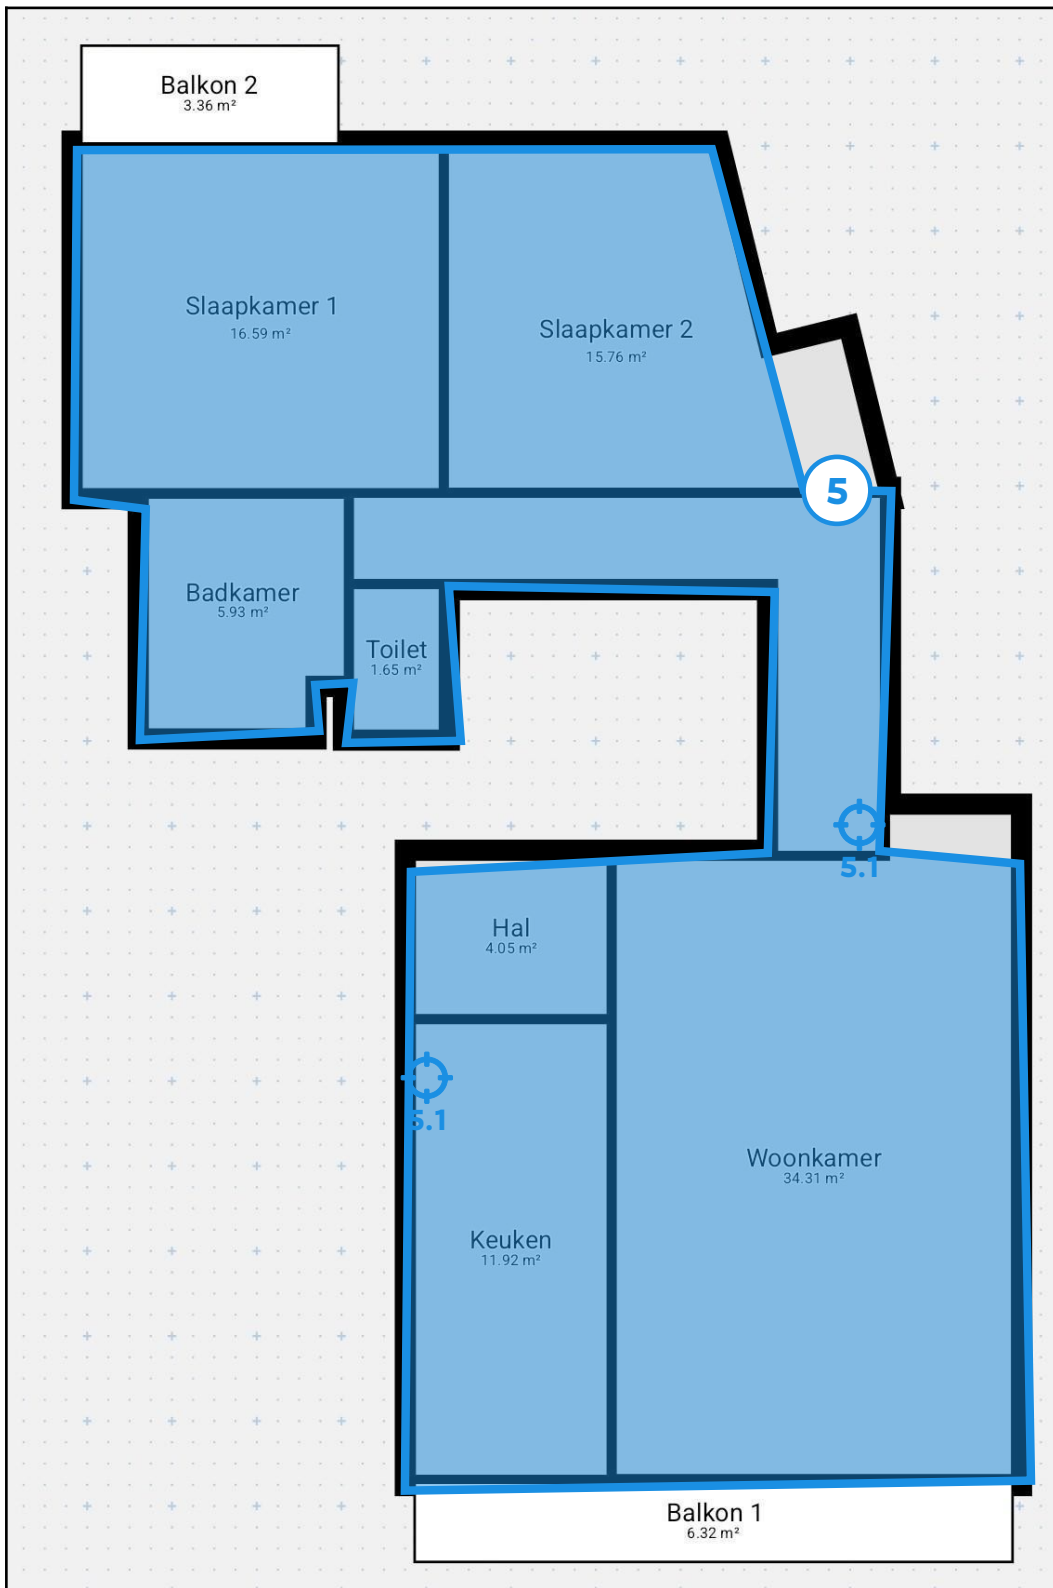 Balkon 2
3.36 m²
Slaapkamer 1
16.59 m²
Slaapkamer 2
15.76 m²
5
Badkamer
5.93 m²
Toilet
1.65 m²
5.1
Hal
4.05 m²
5.1
Woonkamer
34.31 m²
Keuken
11.92 m²
Balkon 1
6.32 m²